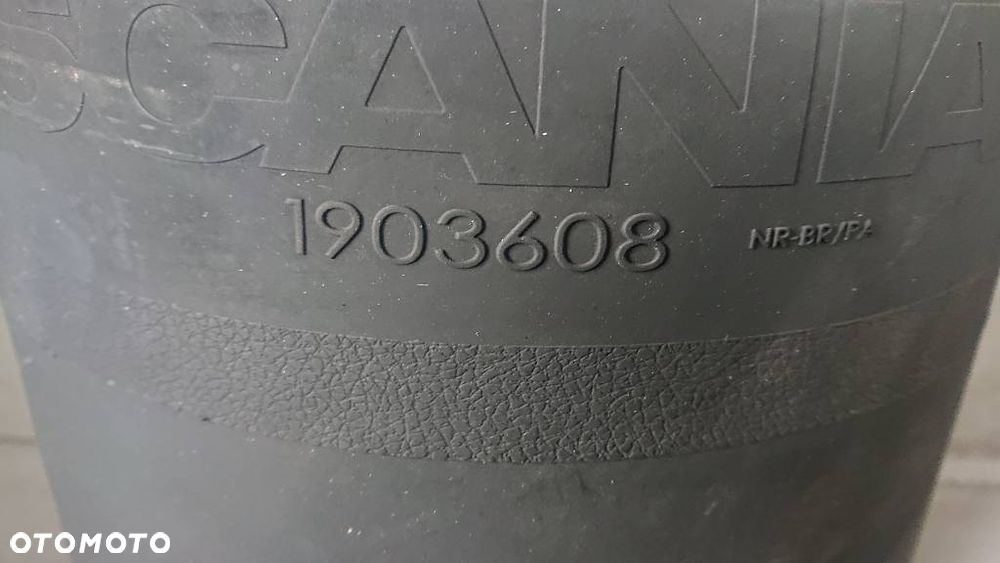 SCANIA
1903608
NR-BR/PA
OTOMOTO